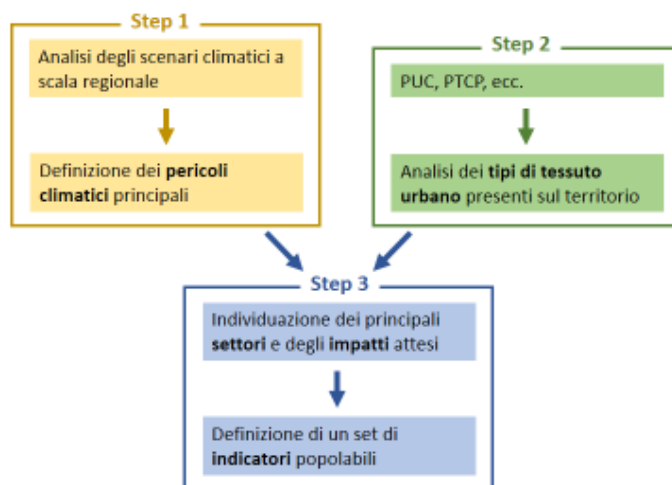 Step 1
Analisi degli scenari climatici a
scala regionale
Definizione dei pericoli
climatici principali
Step 2
PUC, PTCP, ecc.
Analisi dei tipi di tessuto
urbano presenti sul territorio
Step 3
Individuazione dei principali
settori e degli impatti attesi
Definizione di un set di
indicatori popolabili